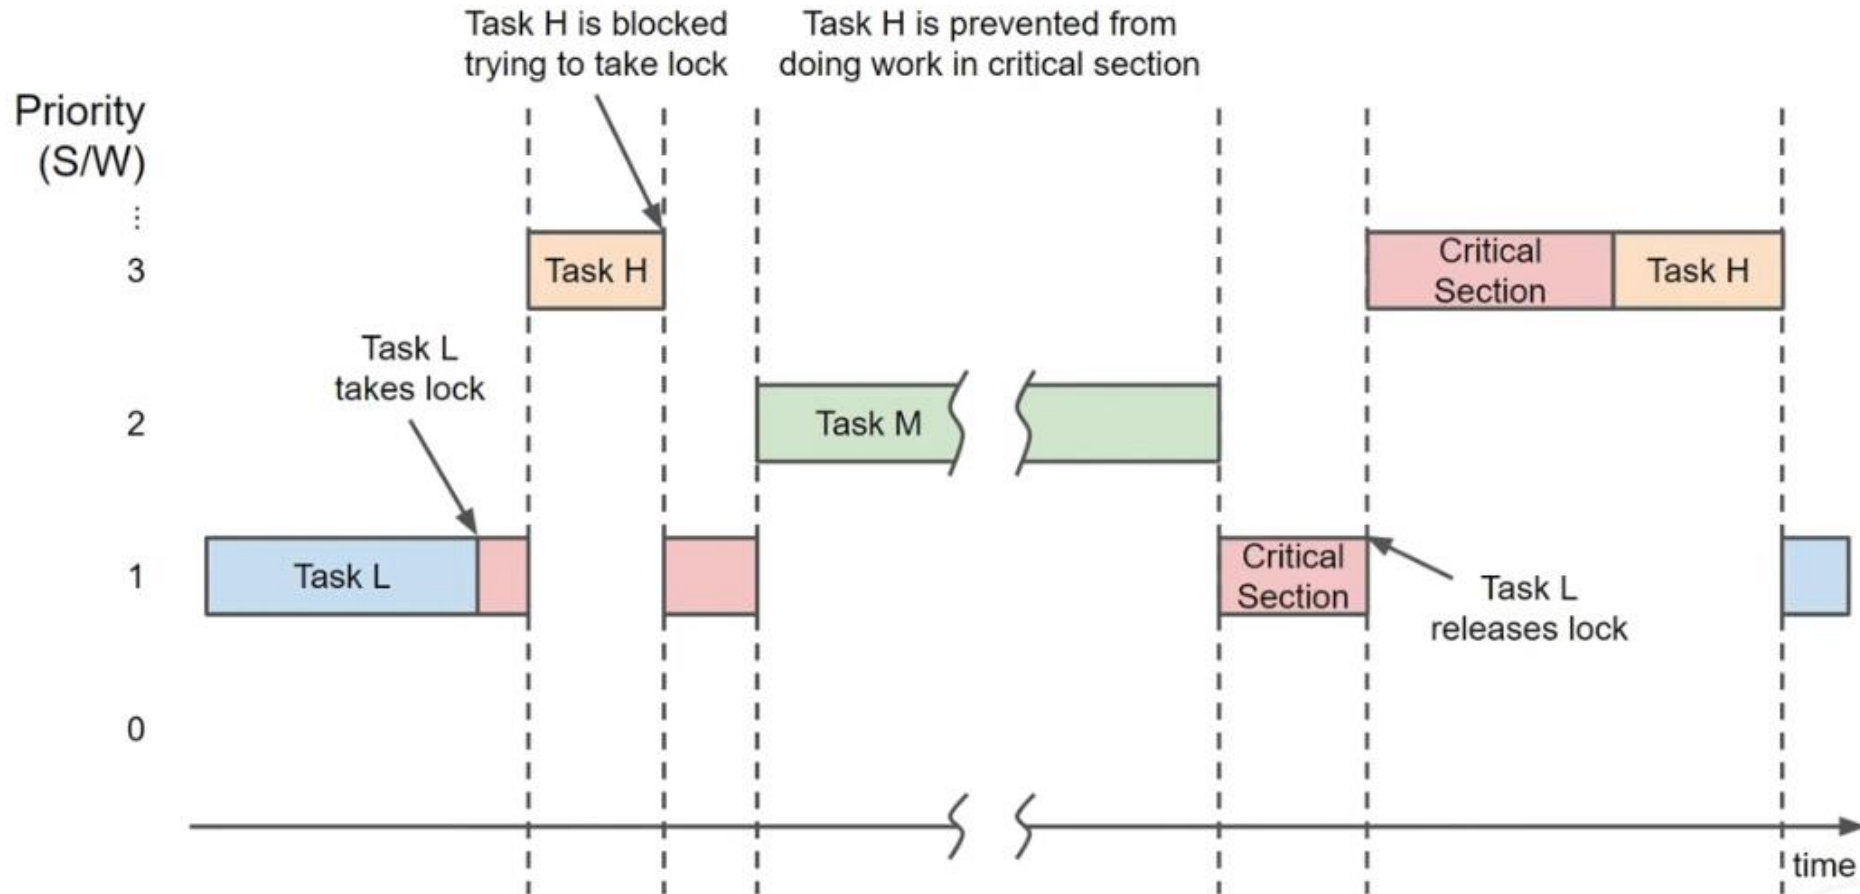 Task H is blocked
trying to take lock
Task H is prevented from
doing work in critical section
Priority
(S/W)
⋮
3
Task H
Critical
Section
Task H
Task L
takes lock
2
Task M
1
Task L
Critical
Section
Task L
releases lock
0
time